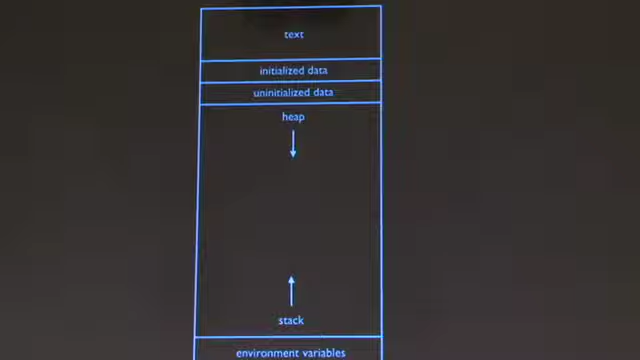 text
initialized data
uninitialized data
heap
stack
environment variables